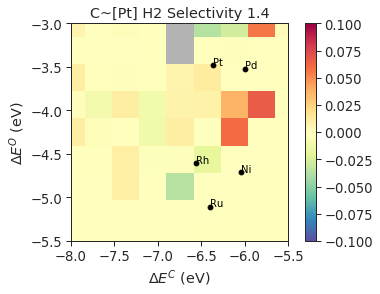 C~[Pt] H2 Selectivity 1.4
−3.0
−3.5
−4.0
−4.5
−5.0
−5.5
ΔE^O (eV)
Pt
Pd
Rh
Ni
Ru
−8.0 −7.5 −7.0 −6.5 −6.0 −5.5
ΔE^C (eV)
0.100
0.075
0.050
0.025
0.000
−0.025
−0.050
−0.075
−0.100